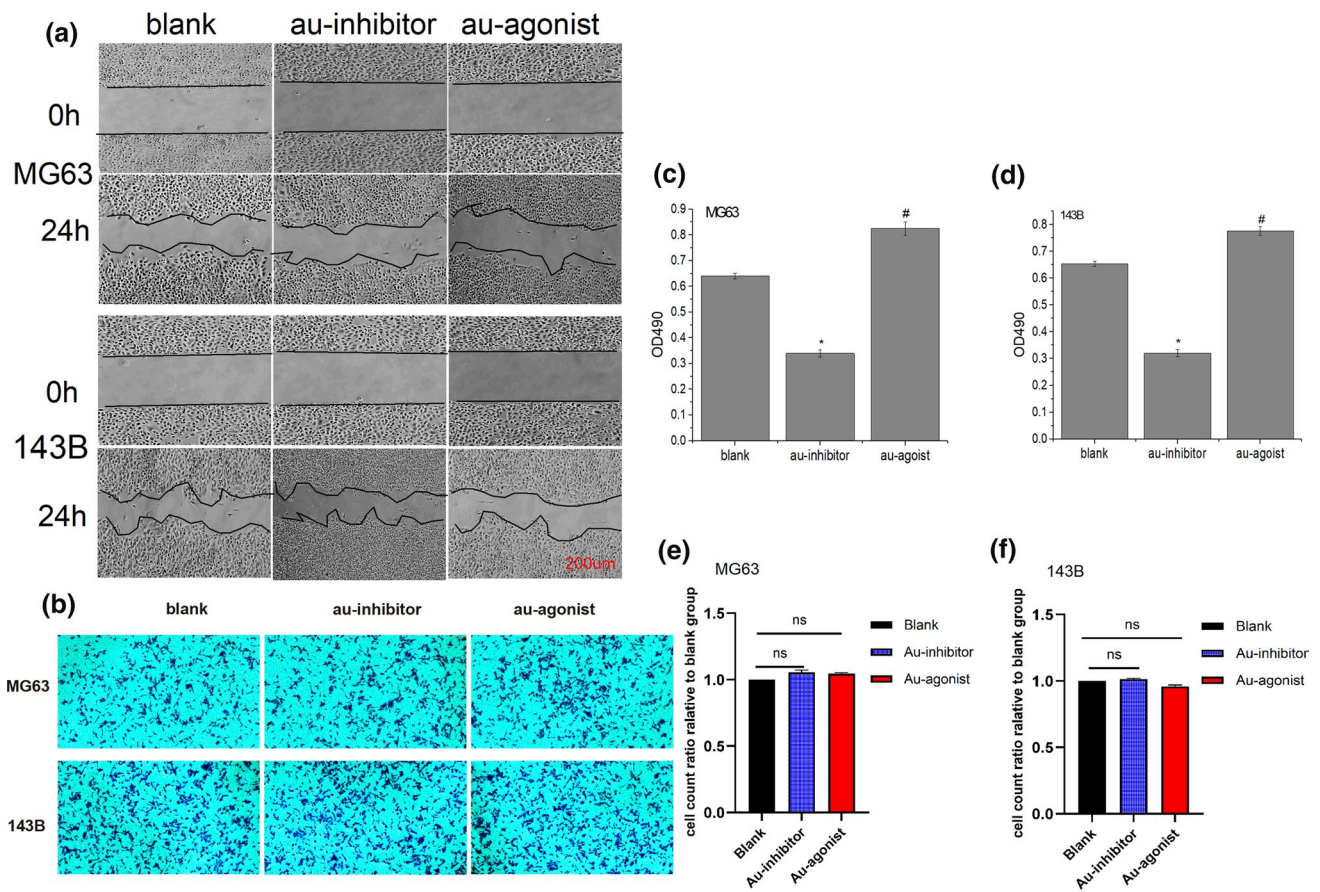 (a)
blank au-inhibitor au-agonist
0h
MG63
24h
0h
143B
24h
200um
(b)
blank au-inhibitor au-agonist
MG63
143B
(c)
MG63
OD490
0.9
0.8
0.7
0.6
0.5
0.4
0.3
0.2
0.1
0.0
#
*
blank au-inhibitor au-agoist
(d)
143B
OD490
0.8
0.7
0.6
0.5
0.4
0.3
0.2
0.1
0.0
#
*
blank au-inhibitor au-agoist
(e)
MG63
cell count ratio ralative to blank group
1.5
1.0
0.5
0.0
ns
ns
Blank
Au-inhibitor
Au-agonist
Blank
Au-inhibitor
Au-agonist
(f)
143B
cell count ratio ralative to blank group
1.5
1.0
0.5
0.0
ns
ns
Blank
Au-inhibitor
Au-agonist
Blank
Au-inhibitor
Au-agonist